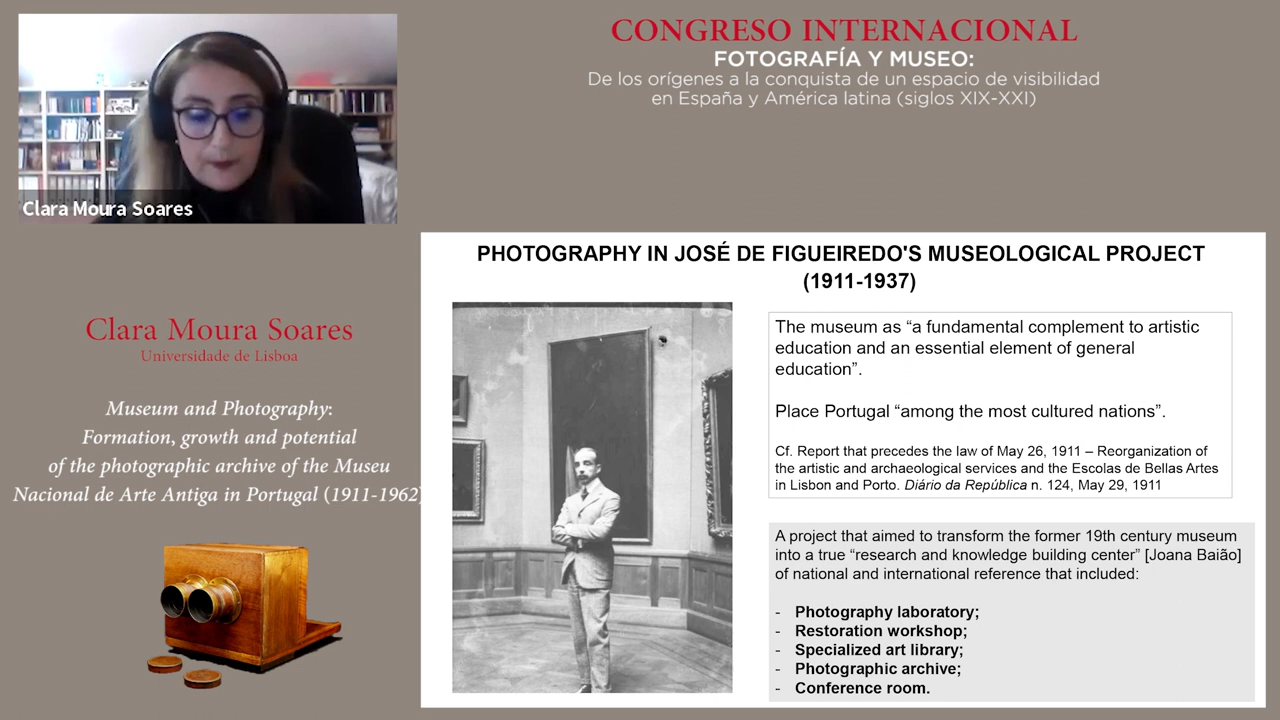 CONGRESO INTERNACIONAL
FOTOGRAFÍA Y MUSEO:
De los orígenes a la conquista de un espacio de visibilidad
en España y América latina (siglos XIX-XXI)
Clara Moura Soares
Clara Moura Soares
Universidade de Lisboa
Museum and Photography:
Formation, growth and potential
of the photographic archive of the Museu
Nacional de Arte Antiga in Portugal (1911-1962)
PHOTOGRAPHY IN JOSÉ DE FIGUEIREDO'S MUSEOLOGICAL PROJECT
(1911-1937)
The museum as “a fundamental complement to artistic
education and an essential element of general
education”.
Place Portugal “among the most cultured nations”.
Cf. Report that precedes the law of May 26, 1911 – Reorganization of
the artistic and archaeological services and the Escolas de Bellas Artes
in Lisbon and Porto. Diário da República n. 124, May 29, 1911
A project that aimed to transform the former 19th century museum
into a true “research and knowledge building center” [Joana Baião]
of national and international reference that included:
- Photography laboratory;
- Restoration workshop;
- Specialized art library;
- Photographic archive;
- Conference room.